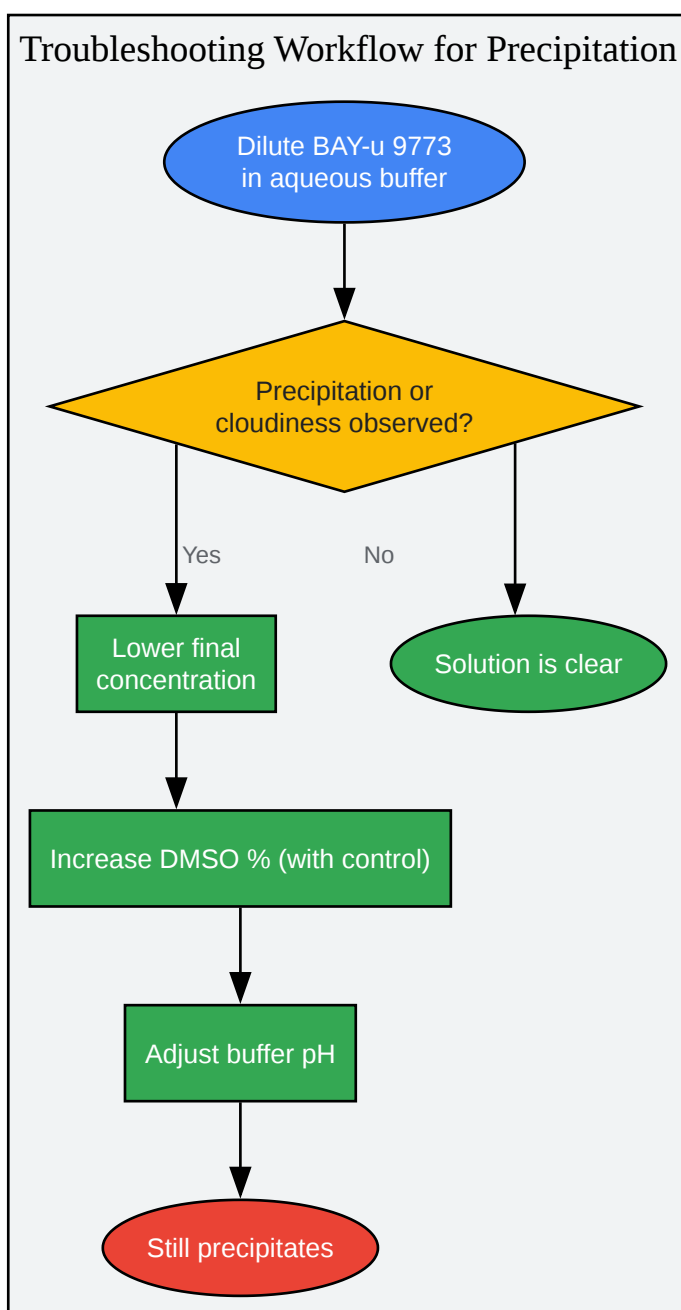 Troubleshooting Workflow for Precipitation
Dilute BAY-u 9773
in aqueous buffer
Precipitation or
cloudiness observed?
Yes
No
Lower final
concentration
Solution is clear
Increase DMSO % (with control)
Adjust buffer pH
Still precipitates